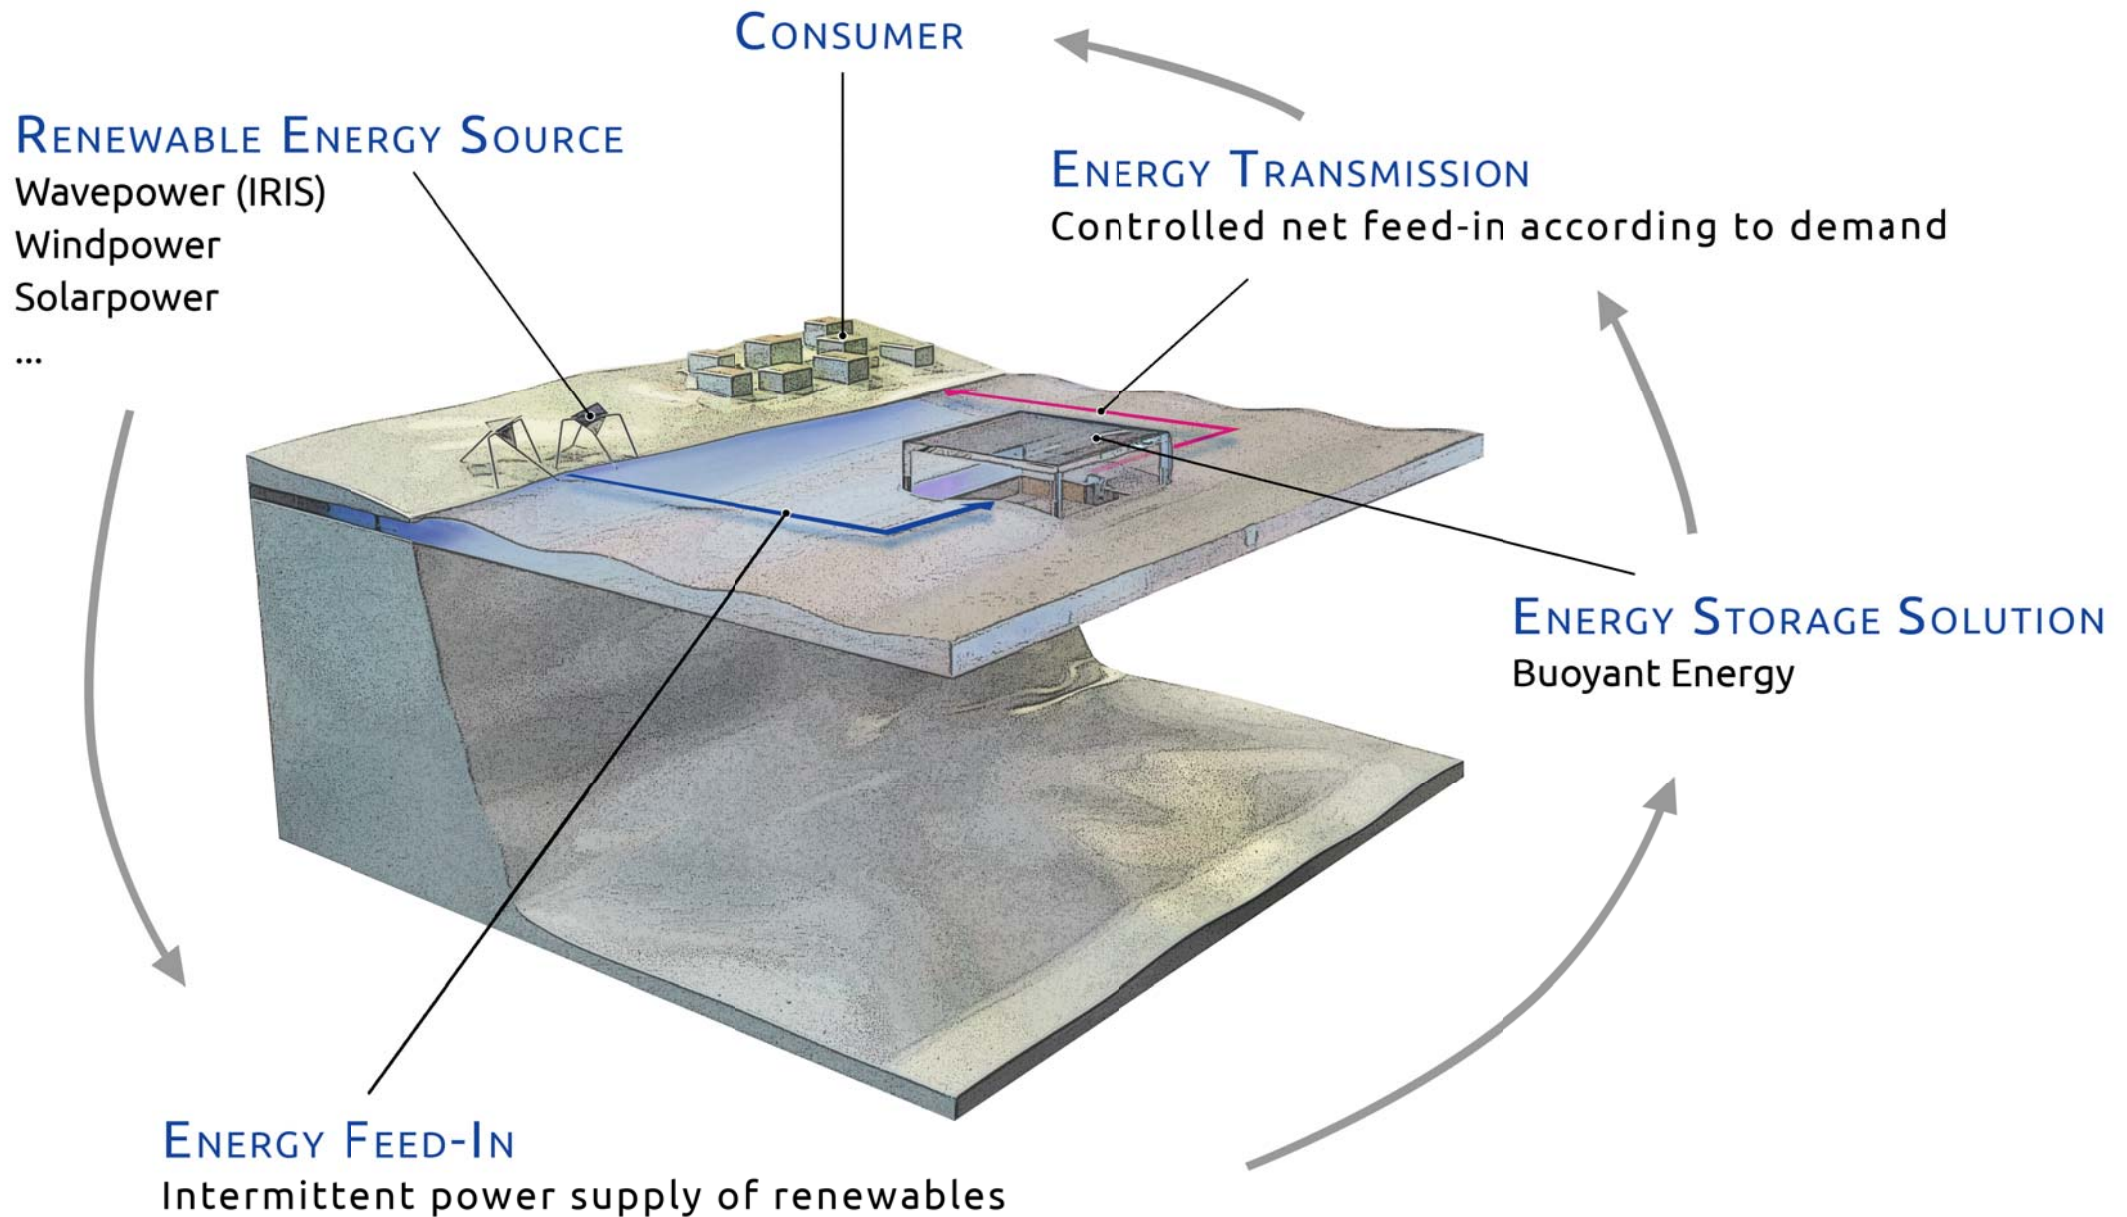 CONSUMER
RENEWABLE ENERGY SOURCE
Wavepower (IRIS)
Windpower
Solarpower
...
ENERGY TRANSMISSION
Controlled net feed-in according to demand
ENERGY STORAGE SOLUTION
Buoyant Energy
ENERGY FEED-IN
Intermittent power supply of renewables